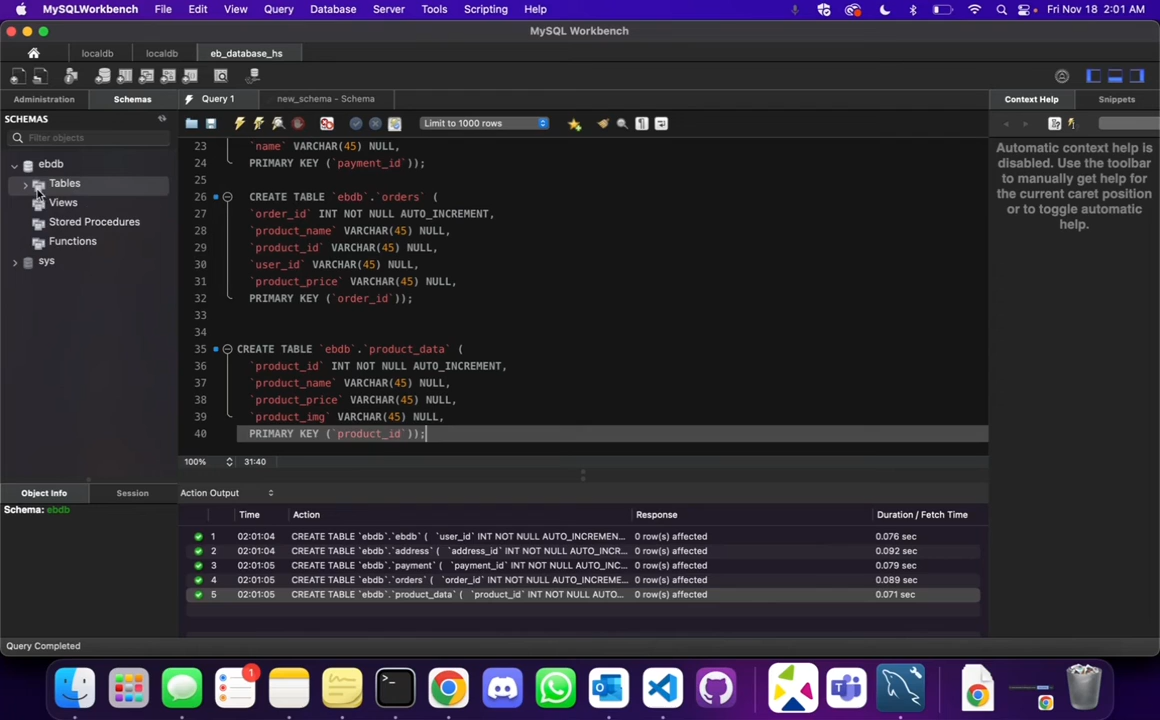 MySQLWorkbench File Edit View Query Database Server Tools Scripting Help Fri Nov 18 2:01 AM
MySQL Workbench
localdb localdb eb_database_hs
Administration Schemas Query 1 new_schema - Schema Context Help Snippets
SCHEMAS
Filter objects
Limit to 1000 rows
ebdb
Tables
Views
Stored Procedures
Functions
sys
23 `name` VARCHAR(45) NULL,
24 PRIMARY KEY (`payment_id`));
25
26 CREATE TABLE `ebdb`.`orders` (
27 `order_id` INT NOT NULL AUTO_INCREMENT,
28 `product_name` VARCHAR(45) NULL,
29 `product_id` VARCHAR(45) NULL,
30 `user_id` VARCHAR(45) NULL,
31 `product_price` VARCHAR(45) NULL,
32 PRIMARY KEY (`order_id`));
33
34
35 CREATE TABLE `ebdb`.`product_data` (
36 `product_id` INT NOT NULL AUTO_INCREMENT,
37 `product_name` VARCHAR(45) NULL,
38 `product_price` VARCHAR(45) NULL,
39 `product_img` VARCHAR(45) NULL,
40 PRIMARY KEY (`product_id`));
100% 31:40
Automatic context help is
disabled. Use the toolbar
to manually get help for
the current caret position
or to toggle automatic
help.
Object Info Session
Schema: ebdb
Action Output
Time Action Response Duration / Fetch Time
1 02:01:04 CREATE TABLE `ebdb`.`ebdb` ( `user_id` INT NOT NULL AUTO_INCREMEN... 0 row(s) affected 0.076 sec
2 02:01:04 CREATE TABLE `ebdb`.`address` ( `address_id` INT NOT NULL AUTO_INCR... 0 row(s) affected 0.092 sec
3 02:01:05 CREATE TABLE `ebdb`.`payment` ( `payment_id` INT NOT NULL AUTO_INC... 0 row(s) affected 0.079 sec
4 02:01:05 CREATE TABLE `ebdb`.`orders` ( `order_id` INT NOT NULL AUTO_INCREME... 0 row(s) affected 0.089 sec
5 02:01:05 CREATE TABLE `ebdb`.`product_data` ( `product_id` INT NOT NULL AUTO... 0 row(s) affected 0.071 sec
Query Completed
1